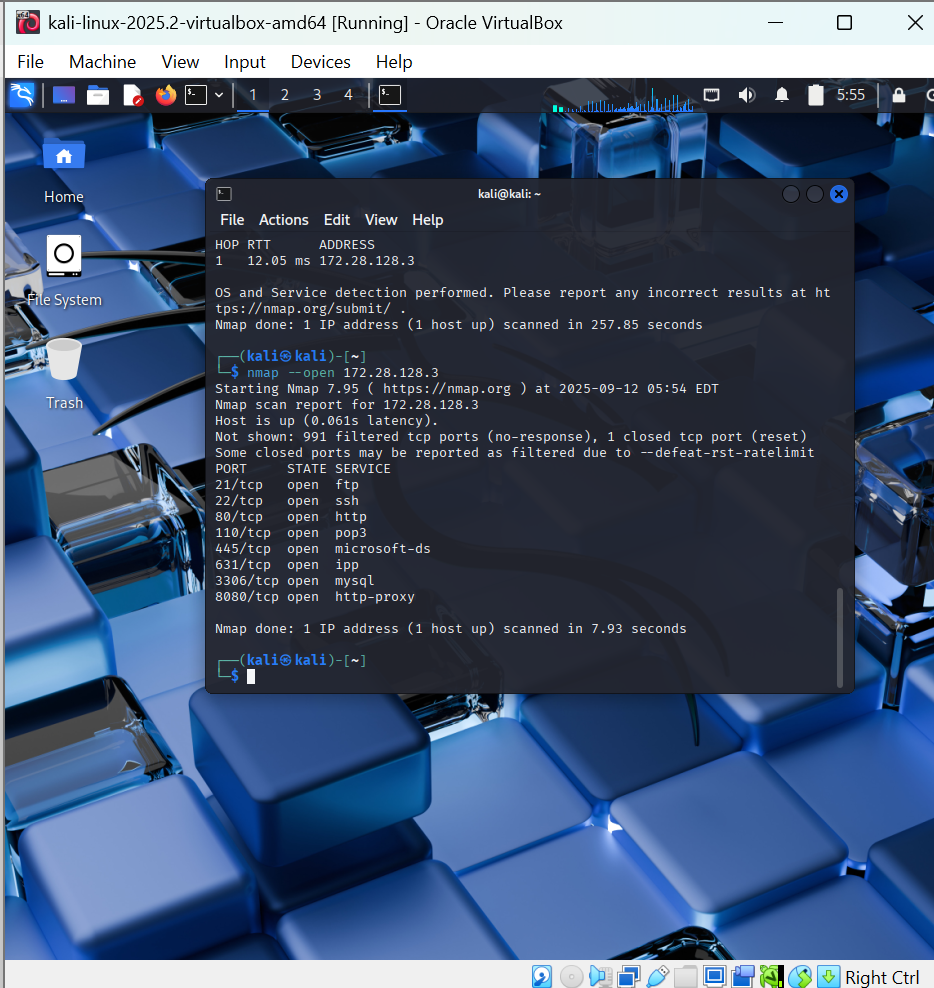 kali-linux-2025.2-virtualbox-amd64 [Running] - Oracle VirtualBox
File Machine View Input Devices Help
1 2 3 4 5:55
Home
File System
Trash
kali@kali: ~
File Actions Edit View Help
HOP RTT      ADDRESS
1   12.05 ms 172.28.128.3
OS and Service detection performed. Please report any incorrect results at ht
tps://nmap.org/submit/ .
Nmap done: 1 IP address (1 host up) scanned in 257.85 seconds
┌──(kali㉿kali)-[~]
└─$ nmap --open 172.28.128.3
Starting Nmap 7.95 ( https://nmap.org ) at 2025-09-12 05:54 EDT
Nmap scan report for 172.28.128.3
Host is up (0.061s latency).
Not shown: 991 filtered tcp ports (no-response), 1 closed tcp port (reset)
Some closed ports may be reported as filtered due to --defeat-rst-ratelimit
PORT     STATE SERVICE
21/tcp   open  ftp
22/tcp   open  ssh
80/tcp   open  http
110/tcp  open  pop3
445/tcp  open  microsoft-ds
631/tcp  open  ipp
3306/tcp open  mysql
8080/tcp open  http-proxy
Nmap done: 1 IP address (1 host up) scanned in 7.93 seconds
┌──(kali㉿kali)-[~]
└─$
Right Ctrl